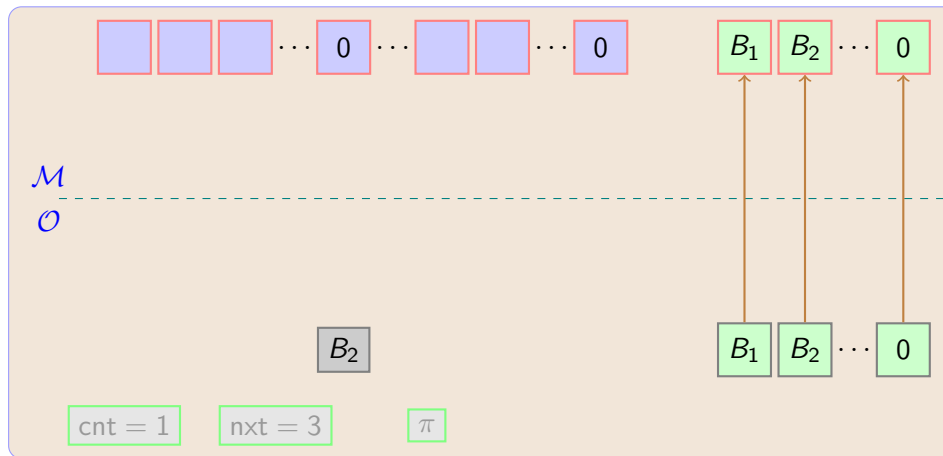 ⋯ 0 ⋯ ⋯ 0 B₁ B₂ ⋯ 0
ℳ
𝒪
B₂ B₁ B₂ ⋯ 0
cnt = 1 nxt = 3 π